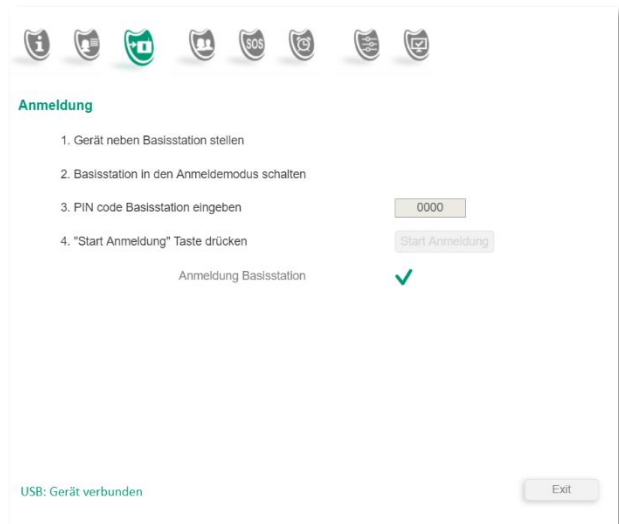 SOS
Anmeldung
1. Gerät neben Basisstation stellen
2. Basisstation in den Anmeldemodus schalten
3. PIN code Basisstation eingeben 0000
4. "Start Anmeldung" Taste drücken Start Anmeldung
Anmeldung Basisstation
USB: Gerät verbunden Exit